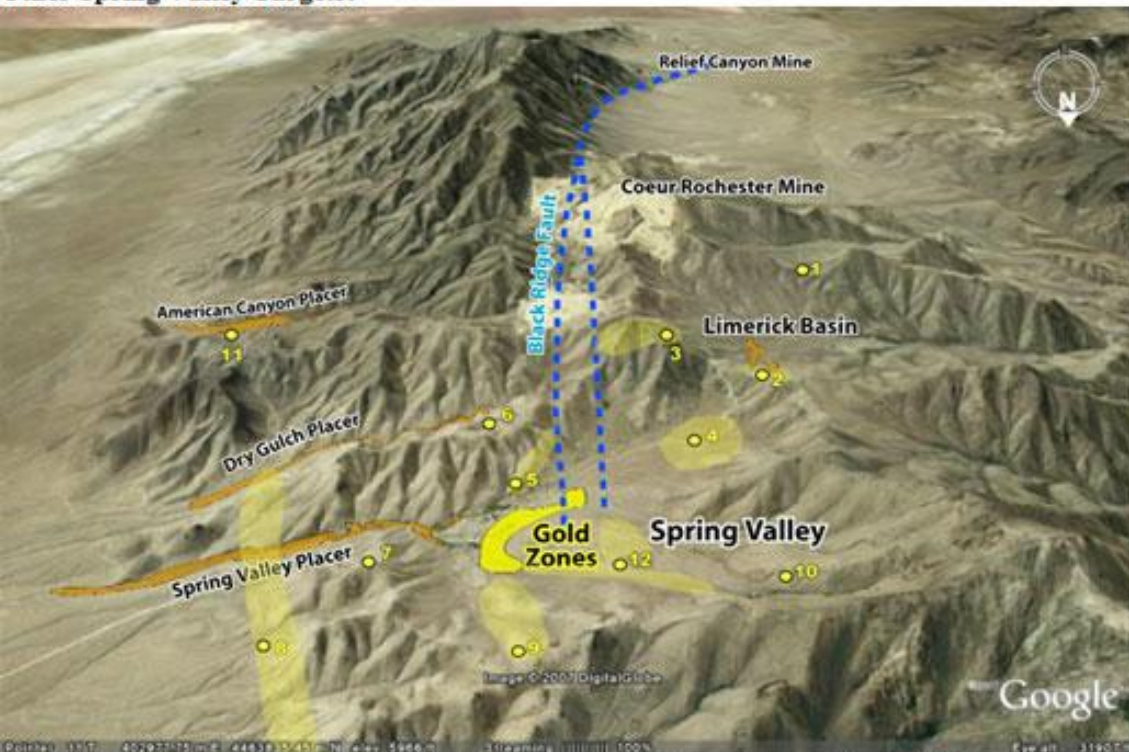 Relief Canyon Mine
N
Coeur Rochester Mine
Black Ridge Fault
1
American Canyon Placer
11
Limerick Basin
3
2
6
Dry Gulch Placer
4
5
Gold
Zones
Spring Valley
Spring Valley Placer
7
12
10
8
9
Image © 2007 DigitalGlobe
Google
Streaming 100%